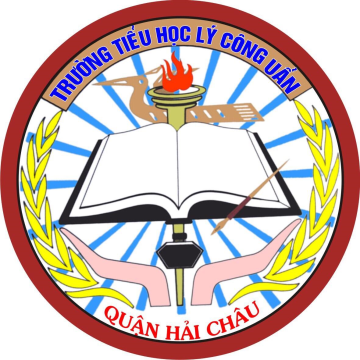 TRƯỜNG TIỂU HỌC LÝ CÔNG UẨN
QUẬN HẢI CHÂU